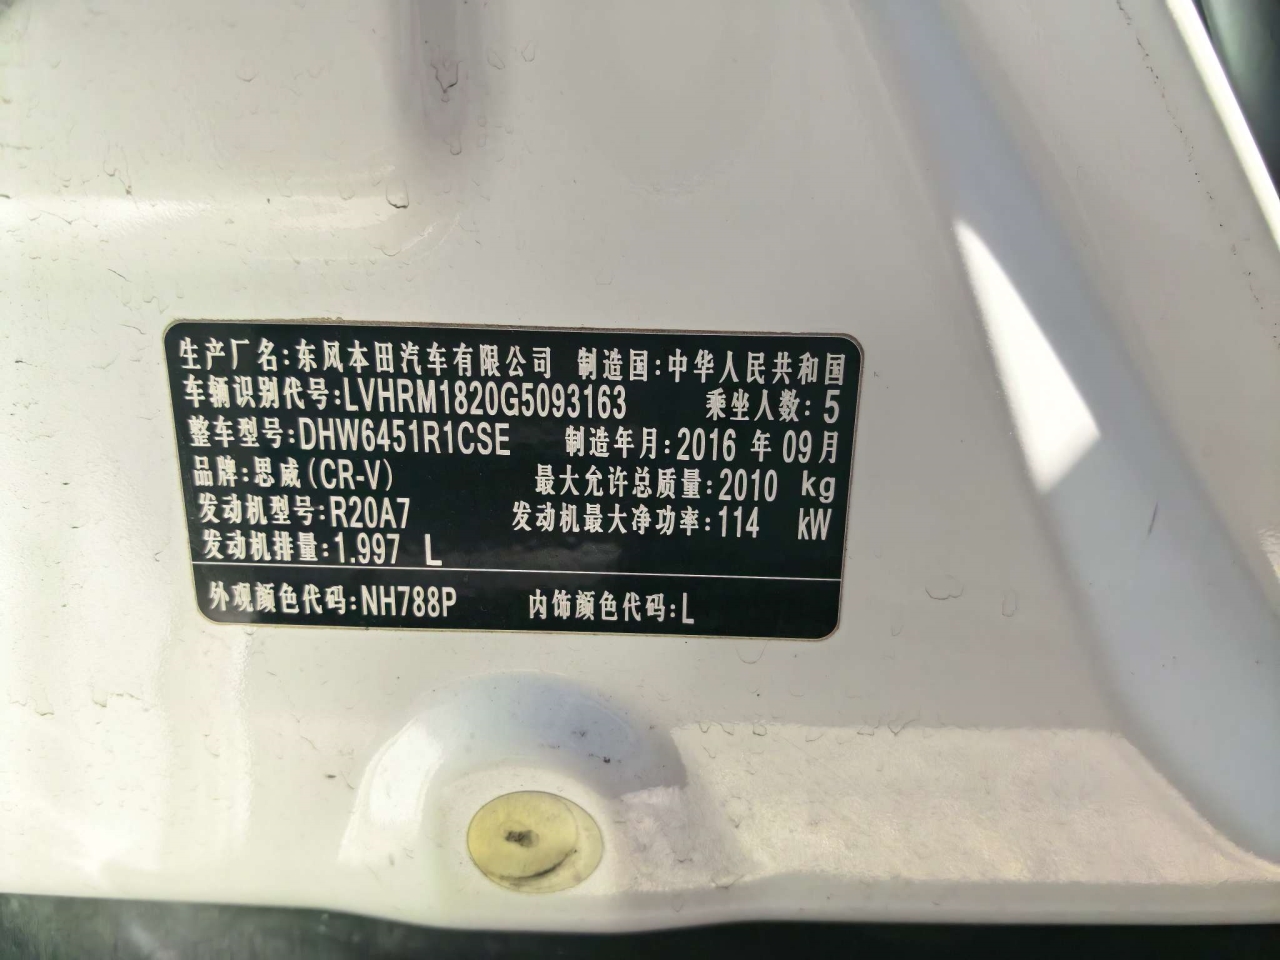 生产厂名:东风本田汽车有限公司 制造国:中华人民共和国
车辆识别代号:LVHRM1820G5093163 乘坐人数:5
整车型号:DHW6451R1CSE 制造年月:2016 年 09月
品牌:思威(CR-V) 最大允许总质量:2010 kg
发动机型号:R20A7 发动机最大净功率:114 kW
发动机排量:1.997 L
外观颜色代码:NH788P 内饰颜色代码:L